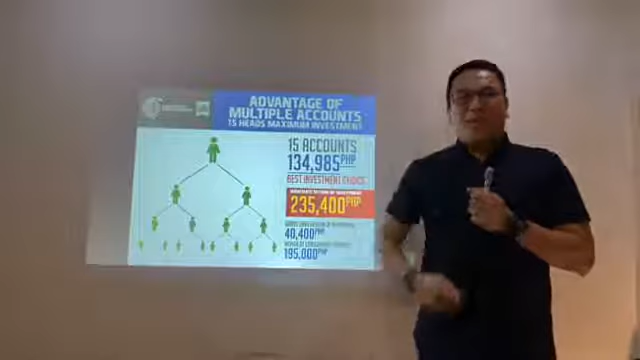 ADVANTAGE OF
MULTIPLE ACCOUNTS
15 HEADS MAXIMUM INVESTMENT
15 ACCOUNTS
134,985PHP
BEST INVESTMENT CHOICE
235,400PHP
40,400PHP
195,000PHP